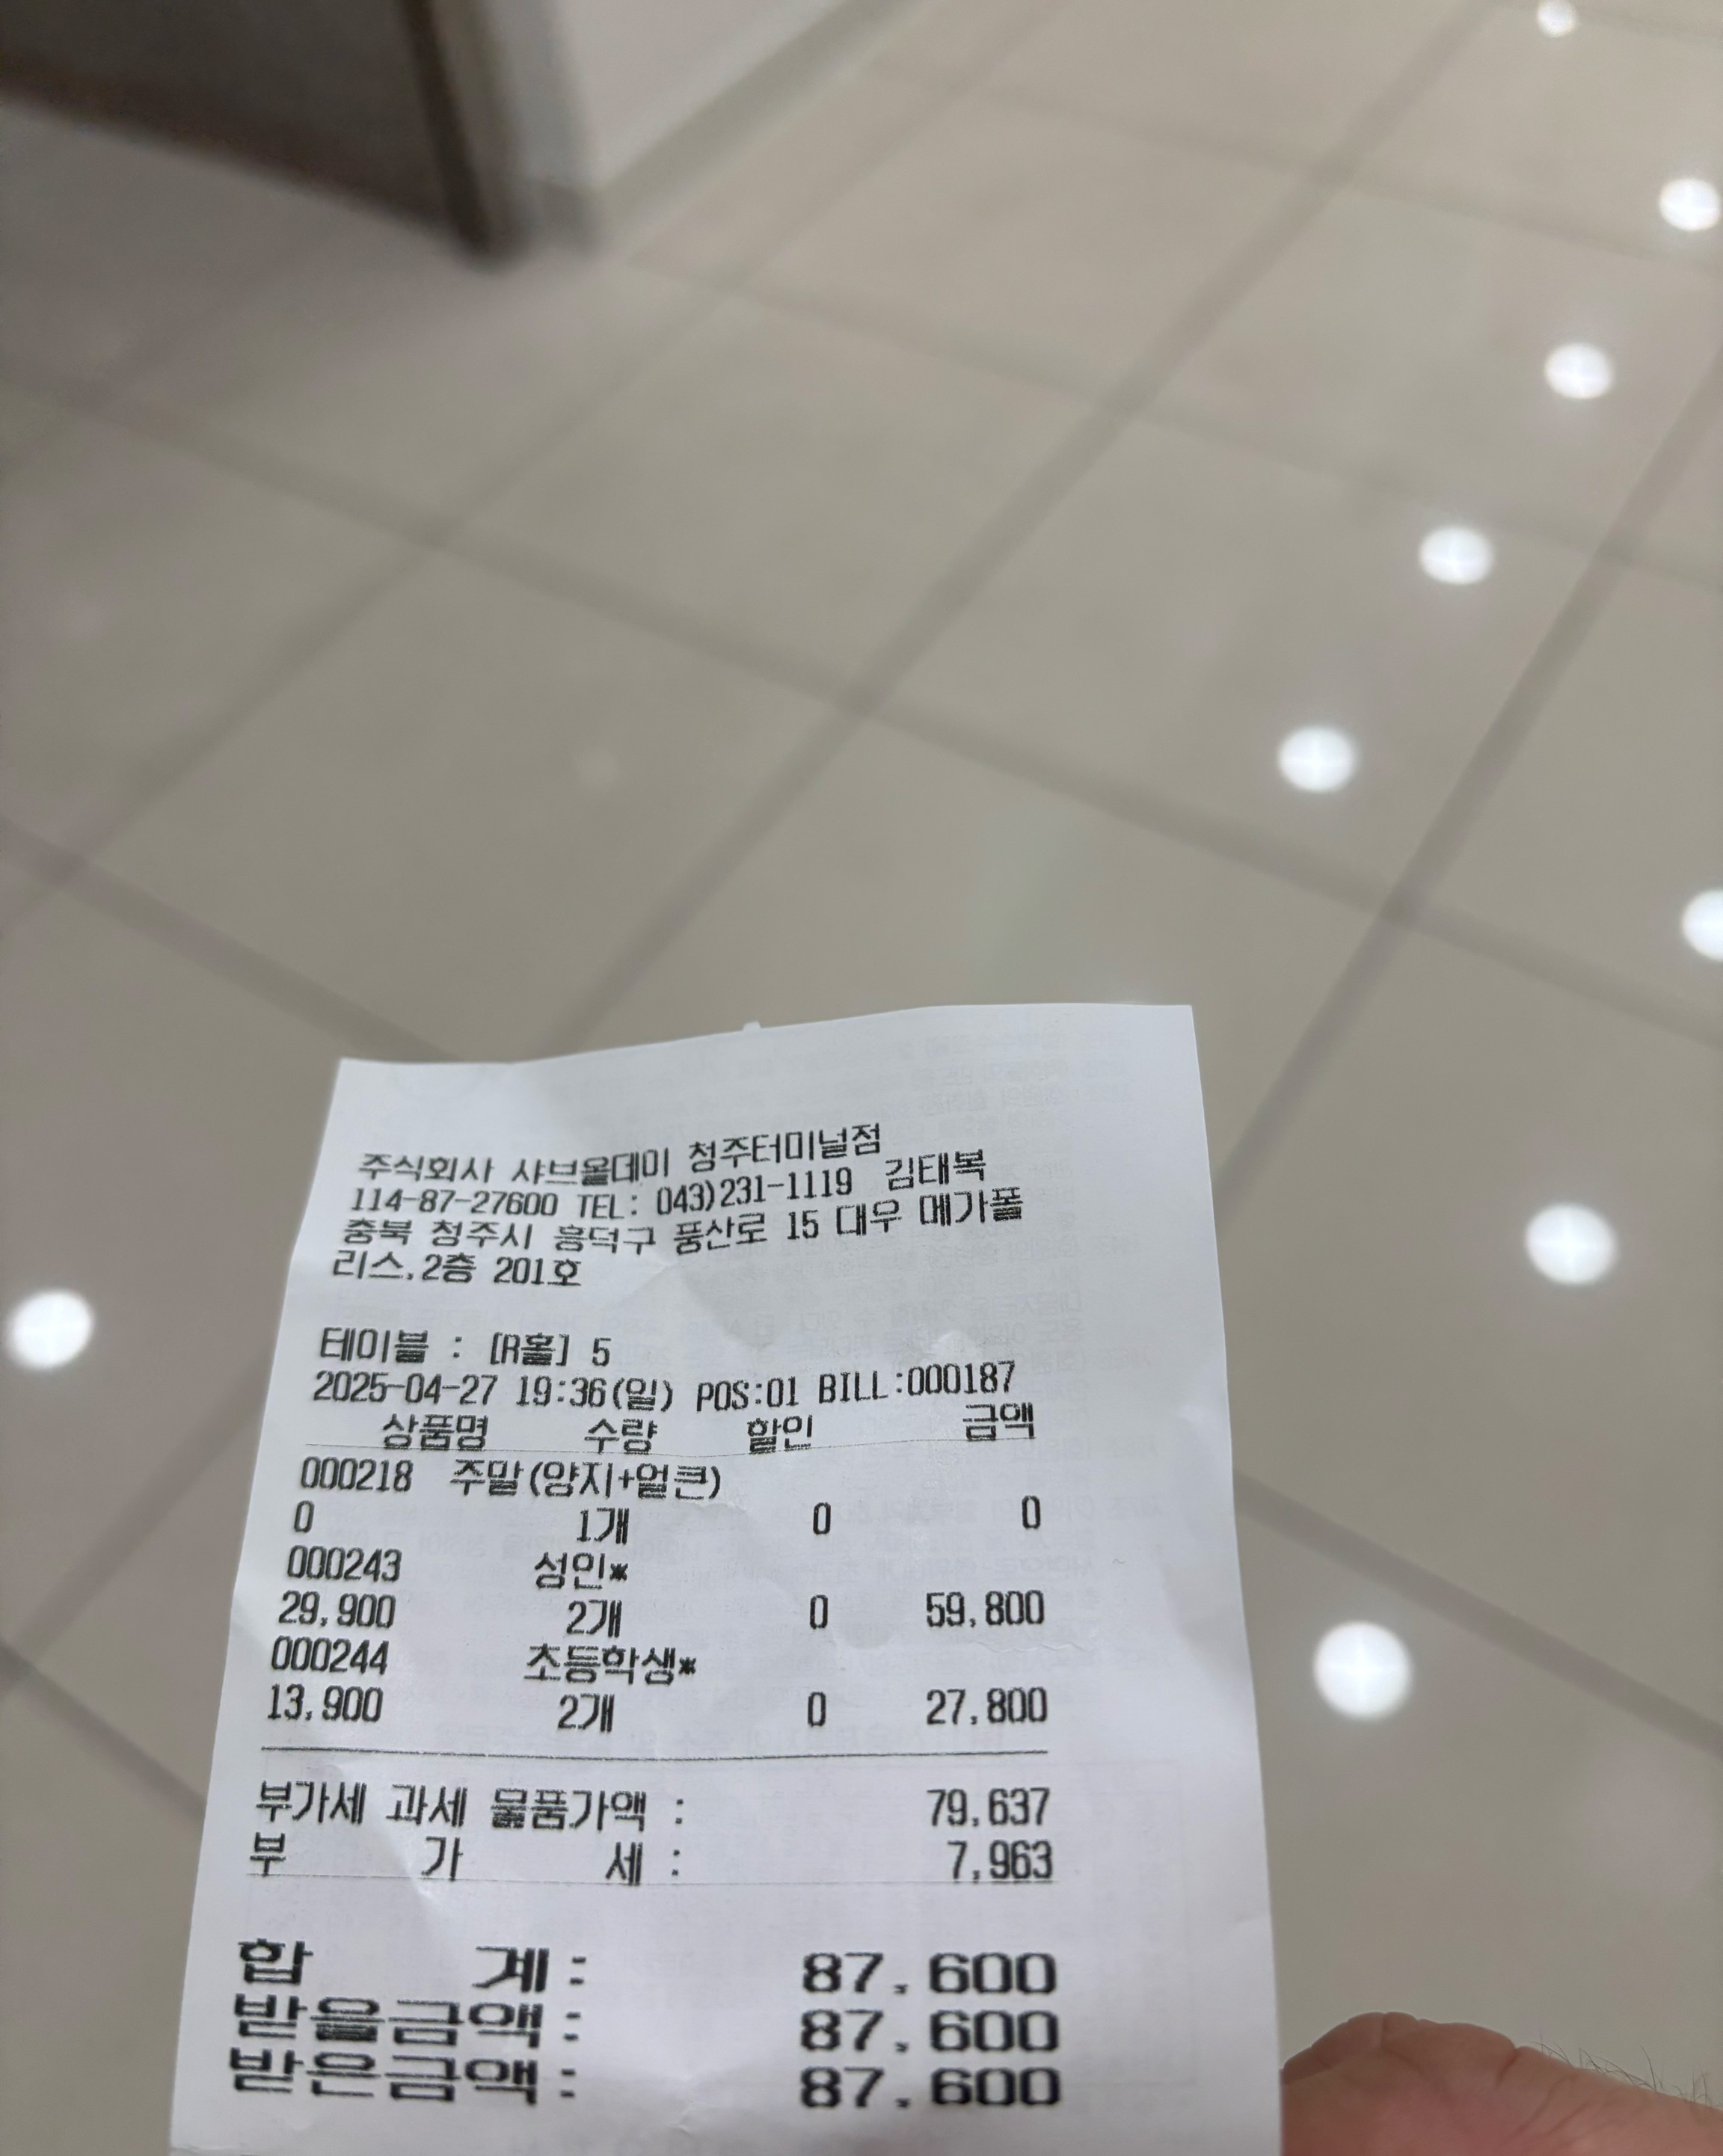 주식회사 샤브올데이 청주터미널점
114-87-27600 TEL: 043)231-1119 김태복
충북 청주시 흥덕구 풍산로 15 대우 메가폴
리스,2층 201호
테이블 : [R홀] 5
2025-04-27 19:36(일) POS:01 BILL:000187
상품명 수량 할인 금액
000218 주말(양지+얼큰)
0 1개 0 0
000243 성인*
29,900 2개 0 59,800
000244 초등학생*
13,900 2개 0 27,800
부가세 과세 물품가액 : 79,637
부 가 세 : 7,963
합 계: 87,600
받을금액: 87,600
받은금액: 87,600